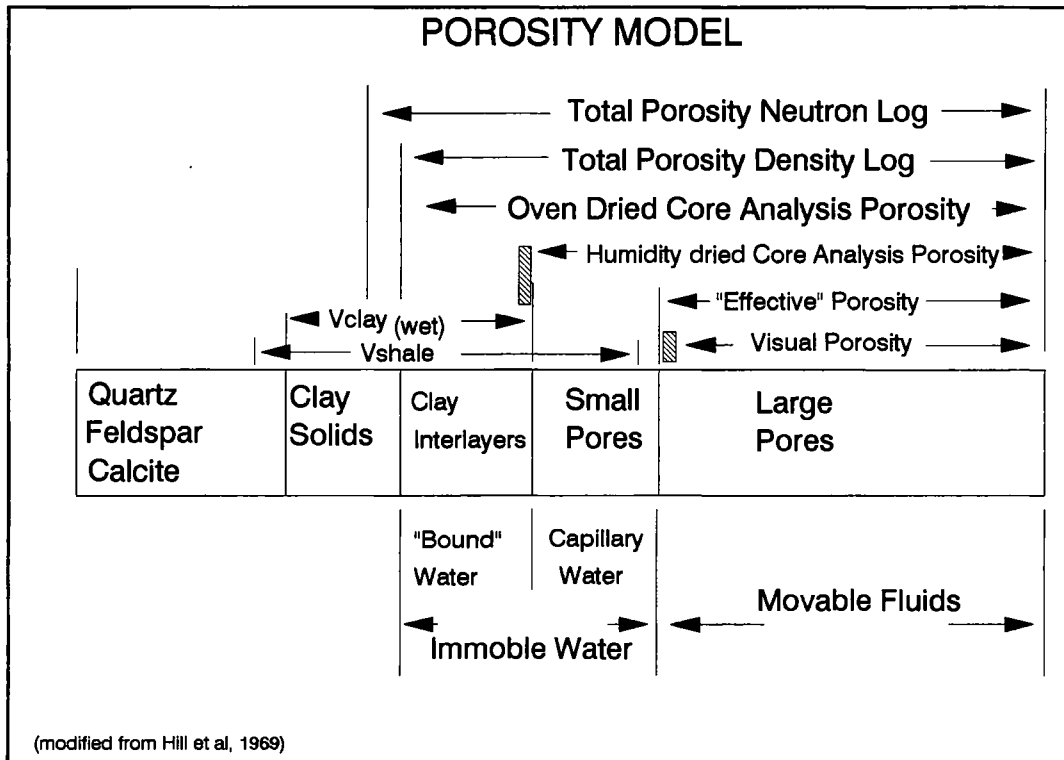 POROSITY MODEL
Total Porosity Neutron Log
Total Porosity Density Log
Oven Dried Core Analysis Porosity
Humidity dried Core Analysis Porosity
"Effective" Porosity
Vclay (wet)
Visual Porosity
Vshale
Quartz
Feldspar
Calcite
Clay
Solids
Clay
Interlayers
Small
Pores
Large
Pores
"Bound"
Water
Capillary
Water
Movable Fluids
Immoble Water
(modified from Hill et al, 1969)